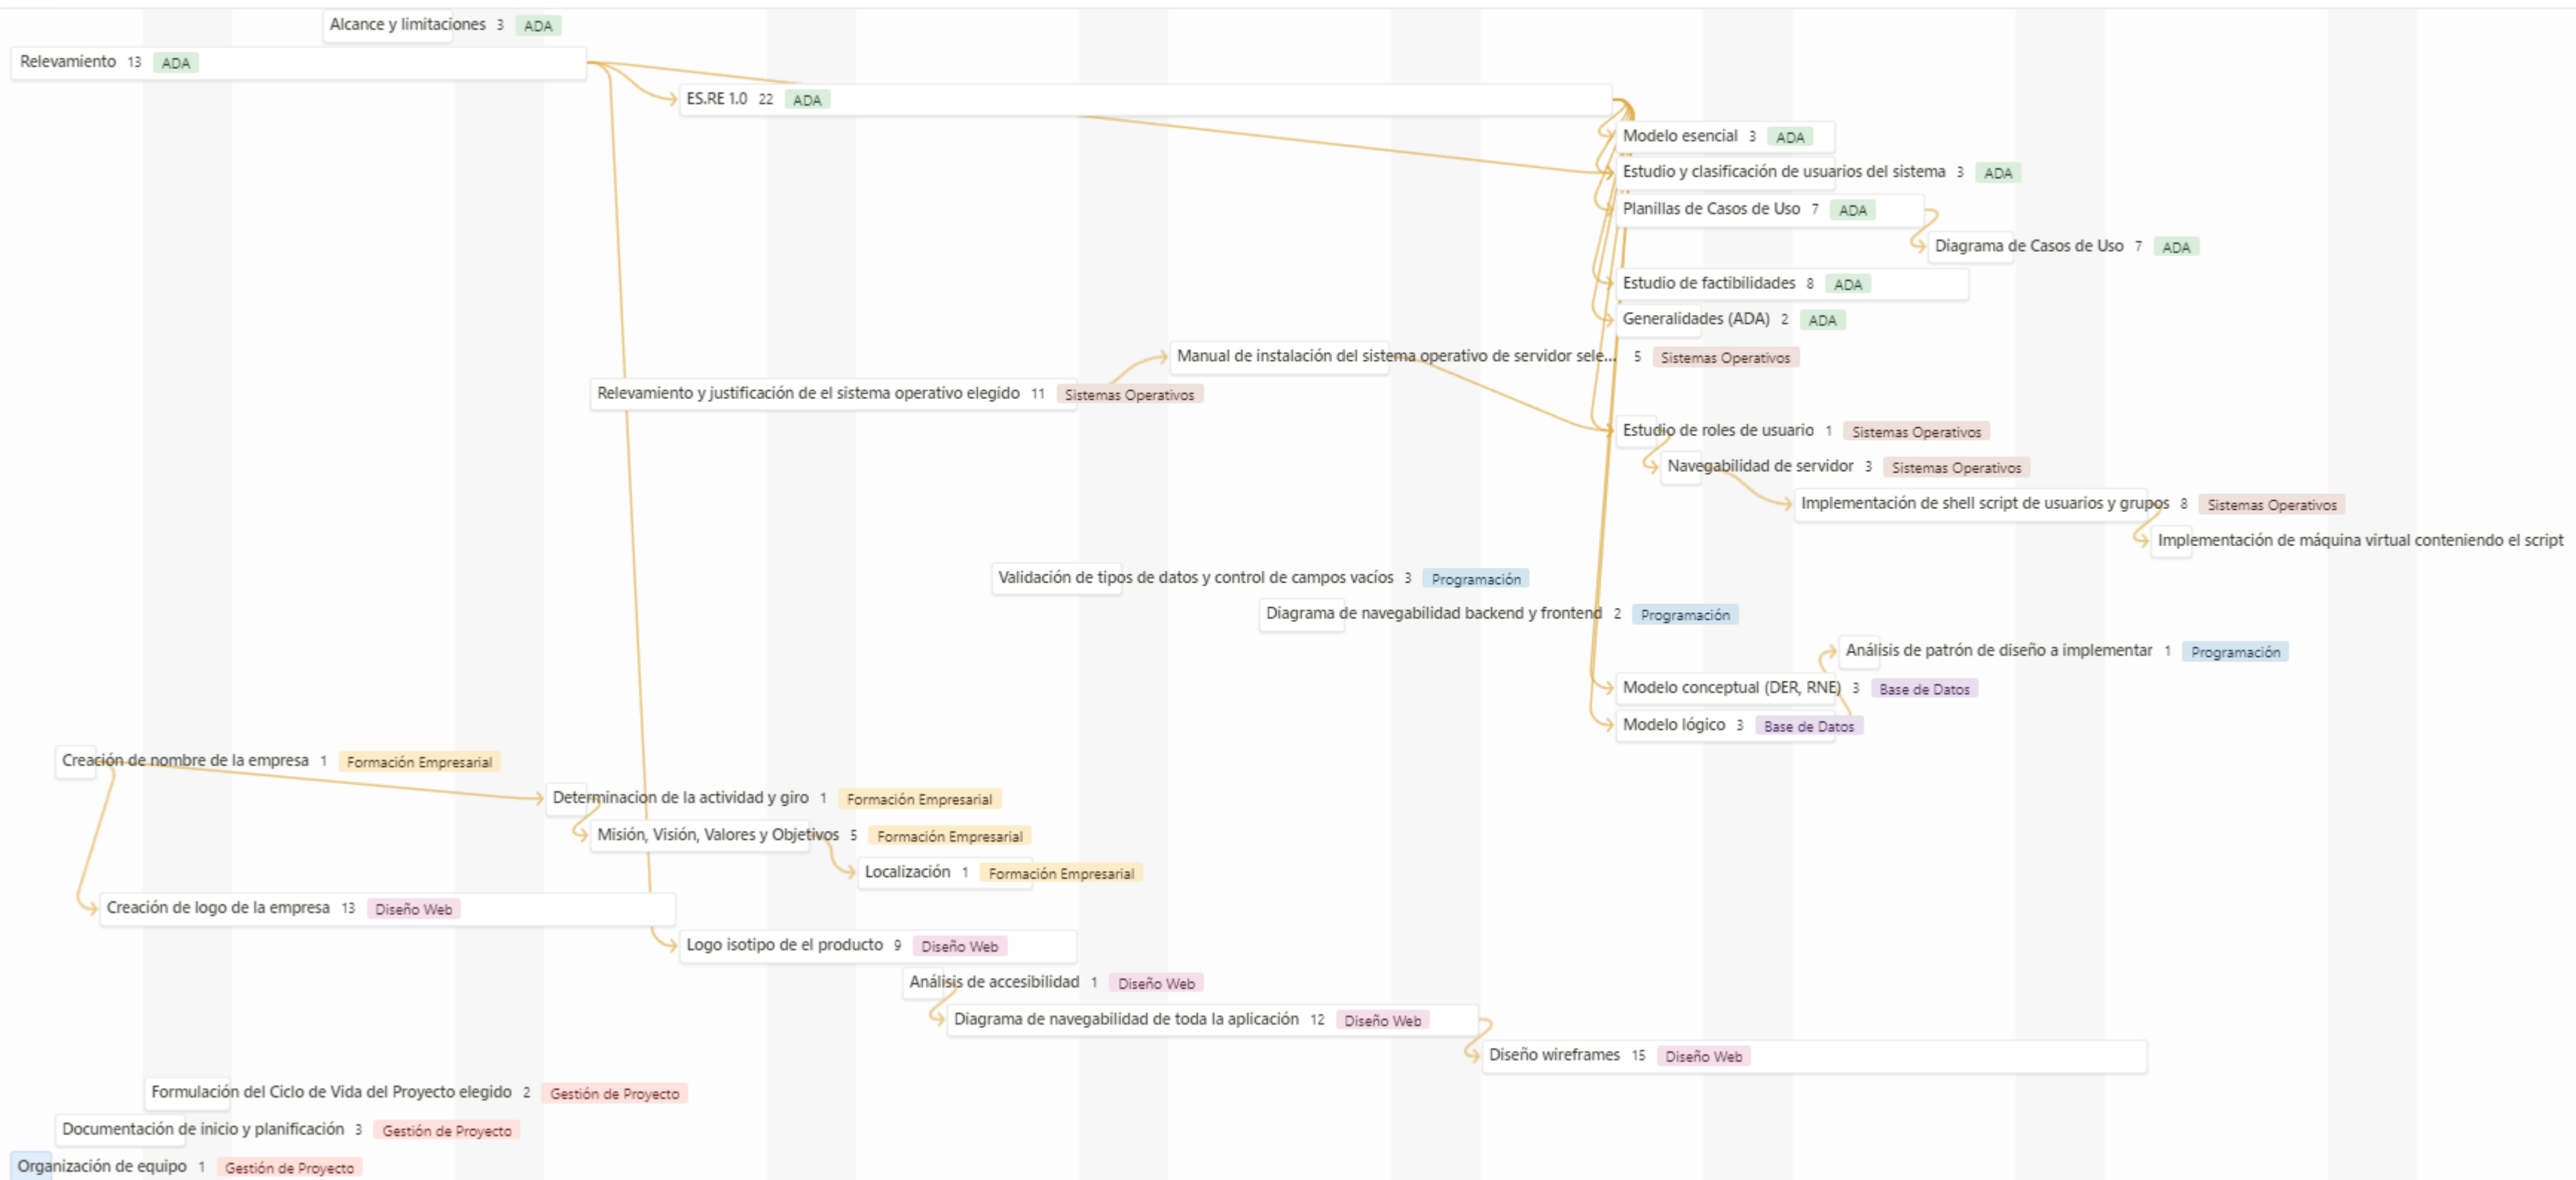 Alcance y limitaciones 3 ADA
Relevamiento 13 ADA
ES.RE 1.0 22 ADA
Modelo esencial 3 ADA
Estudio y clasificación de usuarios del sistema 3 ADA
Planillas de Casos de Uso 7 ADA
Diagrama de Casos de Uso 7 ADA
Estudio de factibilidades 8 ADA
Generalidades (ADA) 2 ADA
Manual de instalación del sistema operativo de servidor sele... 5 Sistemas Operativos
Relevamiento y justificación de el sistema operativo elegido 11 Sistemas Operativos
Estudio de roles de usuario 1 Sistemas Operativos
Navegabilidad de servidor 3 Sistemas Operativos
Implementación de shell script de usuarios y grupos 8 Sistemas Operativos
Implementación de máquina virtual conteniendo el script
Validación de tipos de datos y control de campos vacíos 3 Programación
Diagrama de navegabilidad backend y frontend 2 Programación
Análisis de patrón de diseño a implementar 1 Programación
Modelo conceptual (DER, RNE) 3 Base de Datos
Modelo lógico 3 Base de Datos
Creación de nombre de la empresa 1 Formación Empresarial
Determinacion de la actividad y giro 1 Formación Empresarial
Misión, Visión, Valores y Objetivos 5 Formación Empresarial
Localización 1 Formación Empresarial
Creación de logo de la empresa 13 Diseño Web
Logo isotipo de el producto 9 Diseño Web
Análisis de accesibilidad 1 Diseño Web
Diagrama de navegabilidad de toda la aplicación 12 Diseño Web
Diseño wireframes 15 Diseño Web
Formulación del Ciclo de Vida del Proyecto elegido 2 Gestión de Proyecto
Documentación de inicio y planificación 3 Gestión de Proyecto
Organización de equipo 1 Gestión de Proyecto